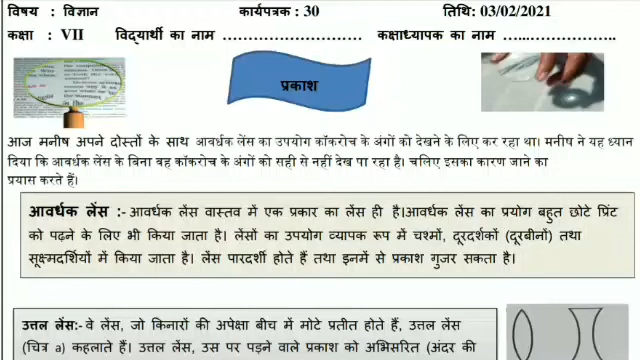 विषय : विज्ञान कार्यपत्रक : 30 तिथि: 03/02/2021
कक्षा : VII विद्यार्थी का नाम ............................ कक्षाध्यापक का नाम .......................
प्रकाश
आज मनीष अपने दोस्तों के साथ आवर्धक लेंस का उपयोग कॉकरोच के अंगों को देखने के लिए कर रहा था। मनीष ने यह ध्यान
दिया कि आवर्धक लेंस के बिना वह कॉकरोच के अंगों को सही से नहीं देख पा रहा है। चलिए इसका कारण जाने का
प्रयास करते हैं।
आवर्धक लेंस :- आवर्धक लेंस वास्तव में एक प्रकार का लेंस ही है।आवर्धक लेंस का प्रयोग बहुत छोटे प्रिंट
को पढ़ने के लिए भी किया जाता है। लेंसों का उपयोग व्यापक रूप में चश्मों, दूरदर्शकों (दूरबीनों) तथा
सूक्ष्मदर्शियों में किया जाता है। लेंस पारदर्शी होते हैं तथा इनमें से प्रकाश गुजर सकता है।
उत्तल लेंस:- वे लेंस, जो किनारों की अपेक्षा बीच में मोटे प्रतीत होते हैं, उत्तल लेंस
(चित्र a) कहलाते हैं। उत्तल लेंस, उस पर पड़ने वाले प्रकाश को अभिसरित (अंदर की